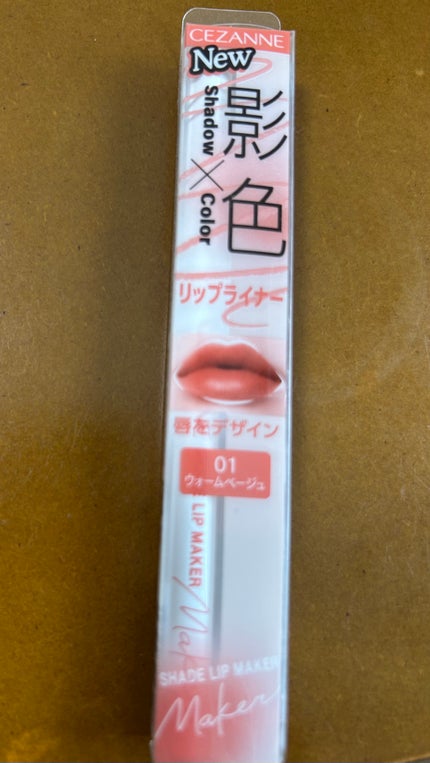 CEZANNE
New
影色
Shadow × Color
リップライナー
唇をデザイン
01
ウォームベージュ
E LIP MAKER
Mak
SHADE LIP MAKER
Maker